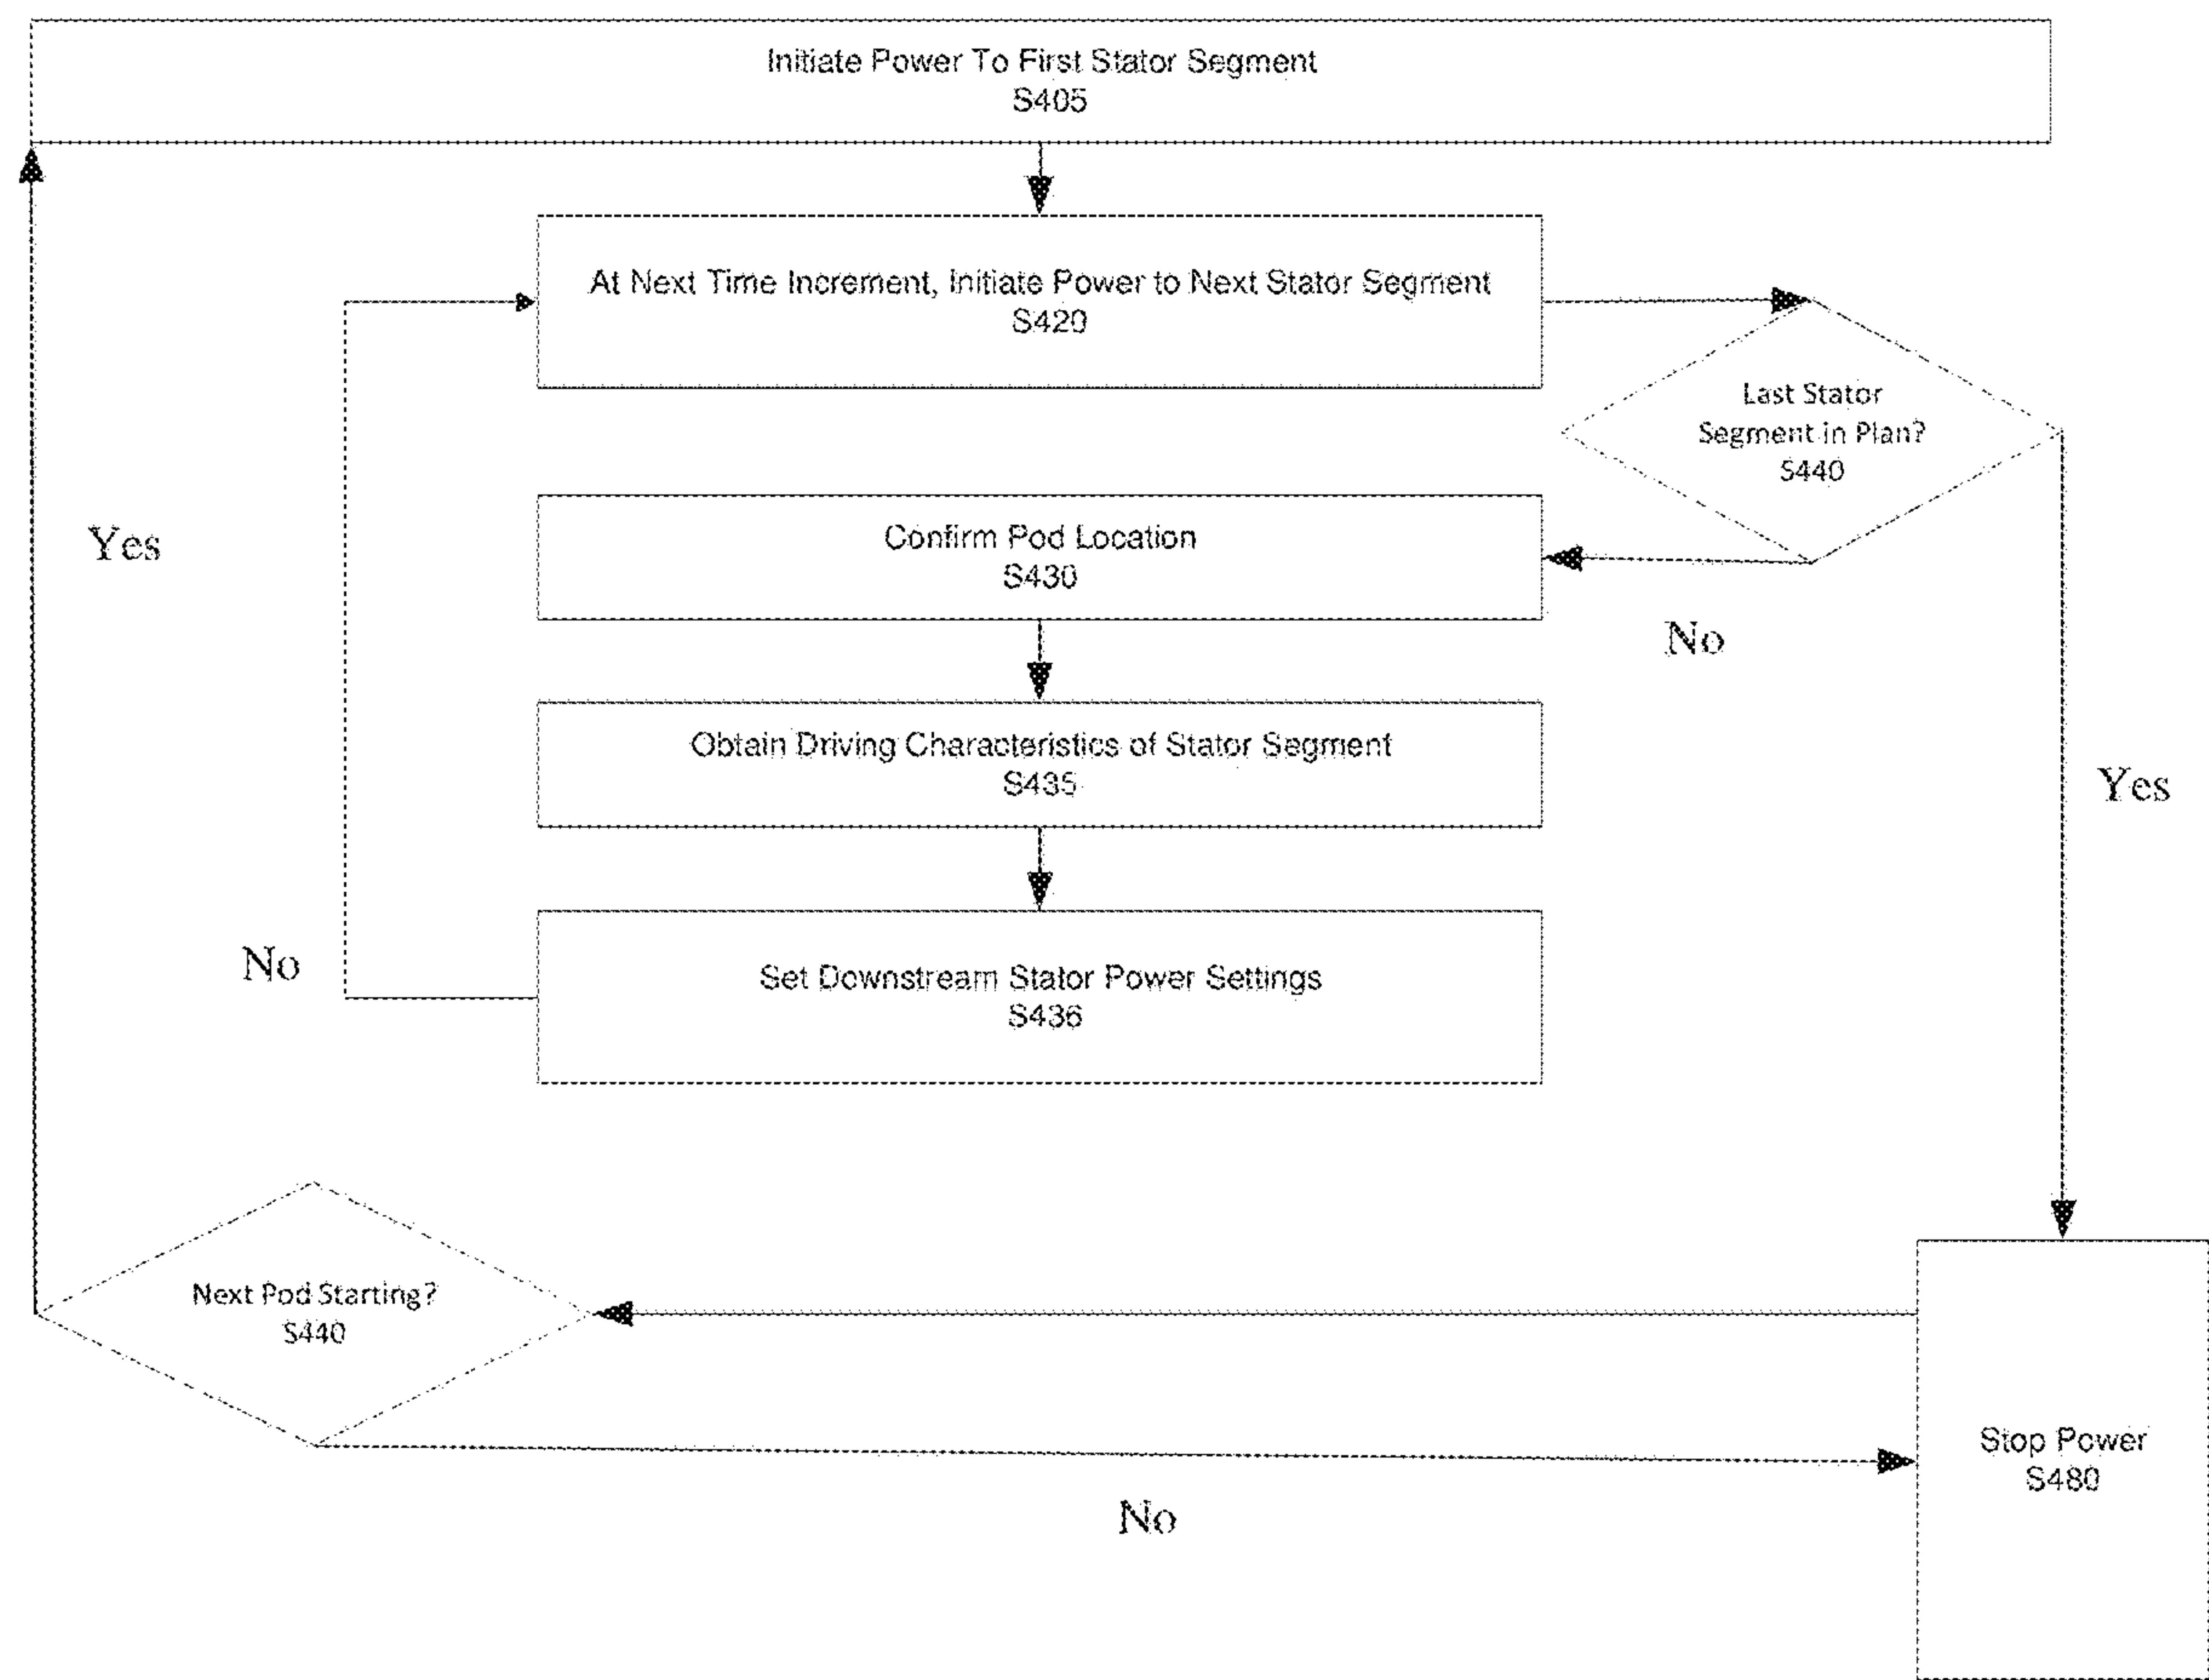 Initiate Power To First Stator Segment
S405
At Next Time Increment, Initiate Power to Next Stator Segment
S420
Last Stator
Segment in Plan?
S440
Confirm Pod Location
S430
No
Yes
Obtain Driving Characteristics of Stator Segment
S435
Yes
Set Downstream Stator Power Settings
S436
No
Next Pod Starting?
S440
Stop Power
S480
No